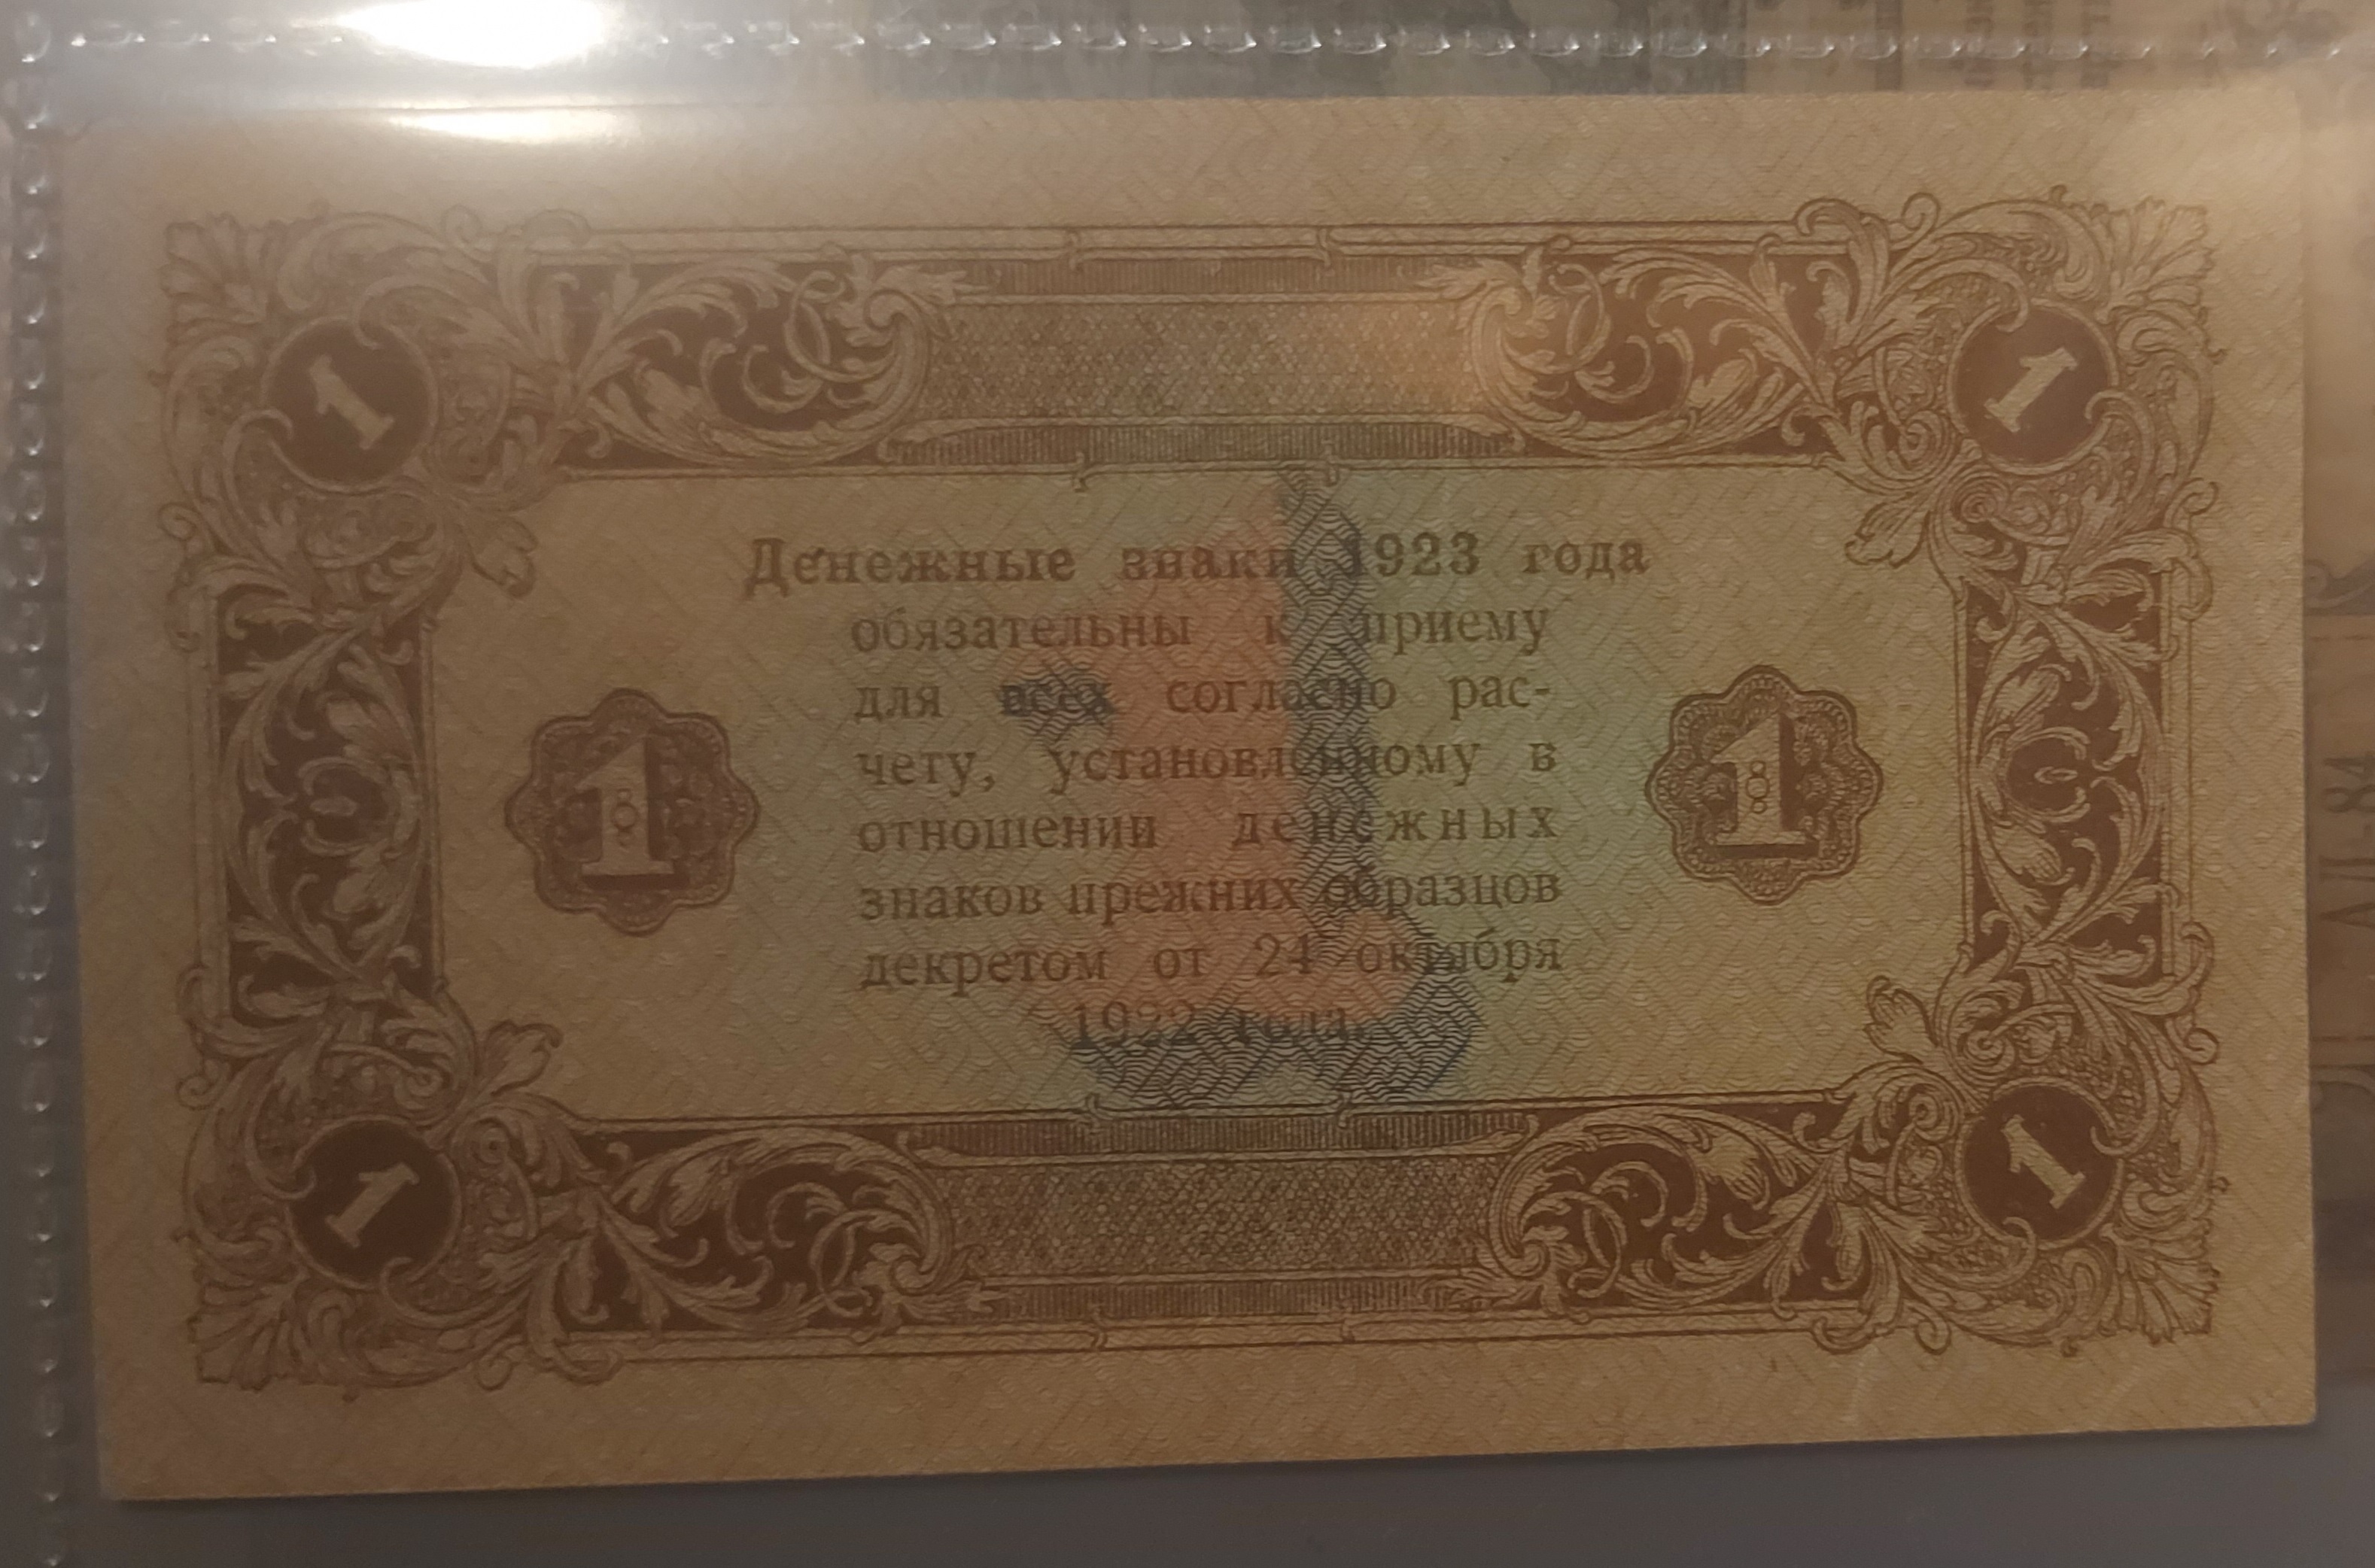 1 1
Денежные знаки 1923 года
обязательны к приему
для всех согласно рас-
чету, установленному в
1 1
отношении денежных
знаков прежних образцов
декретом от 24 октября
1922 года.
1 1